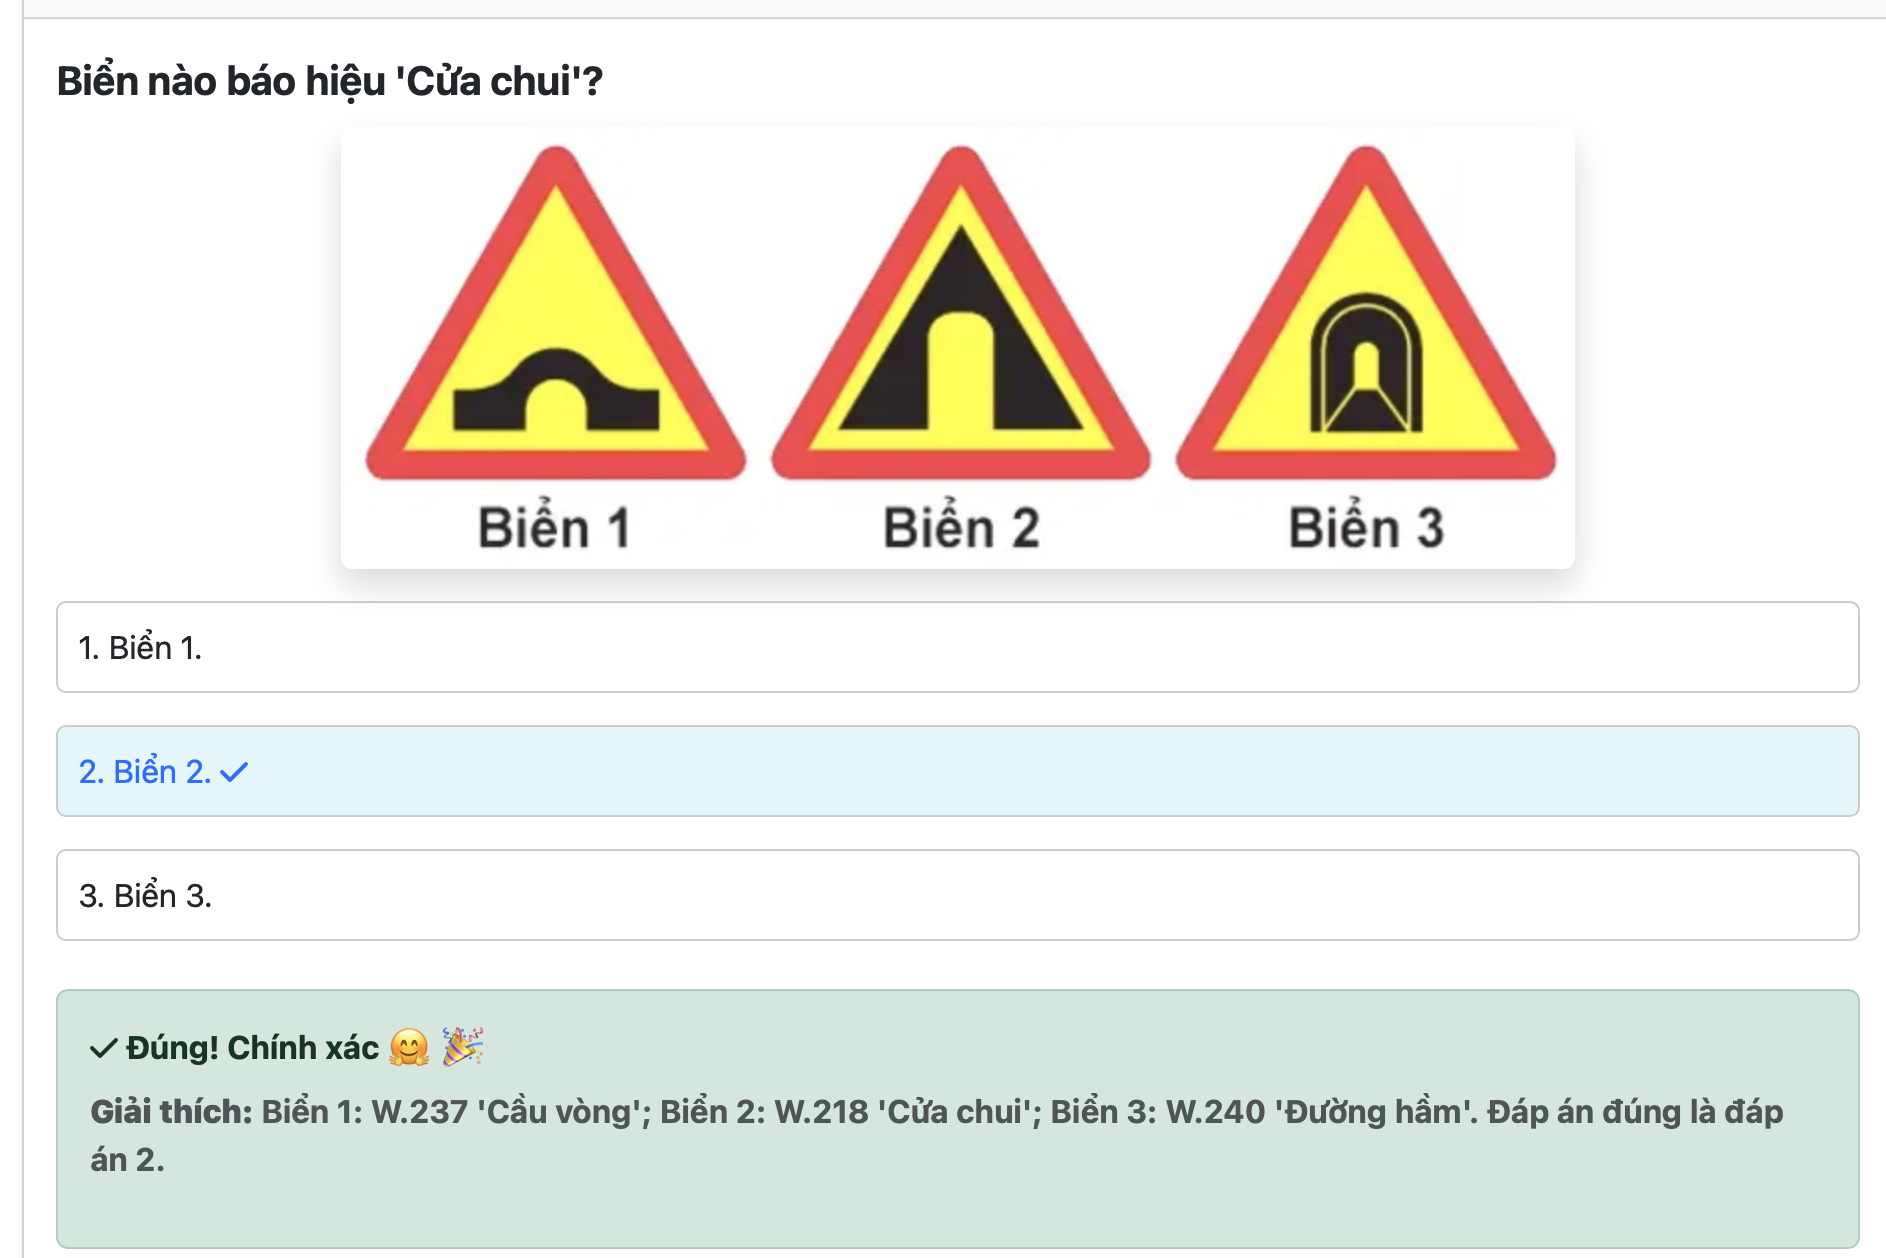 Biển nào báo hiệu 'Cửa chui'?
Biển 1 Biển 2 Biển 3
1. Biển 1.
2. Biển 2. ✓
3. Biển 3.
✓ Đúng! Chính xác 🤗 🎉
Giải thích: Biển 1: W.237 'Cầu vòng'; Biển 2: W.218 'Cửa chui'; Biển 3: W.240 'Đường hầm'. Đáp án đúng là đáp
án 2.